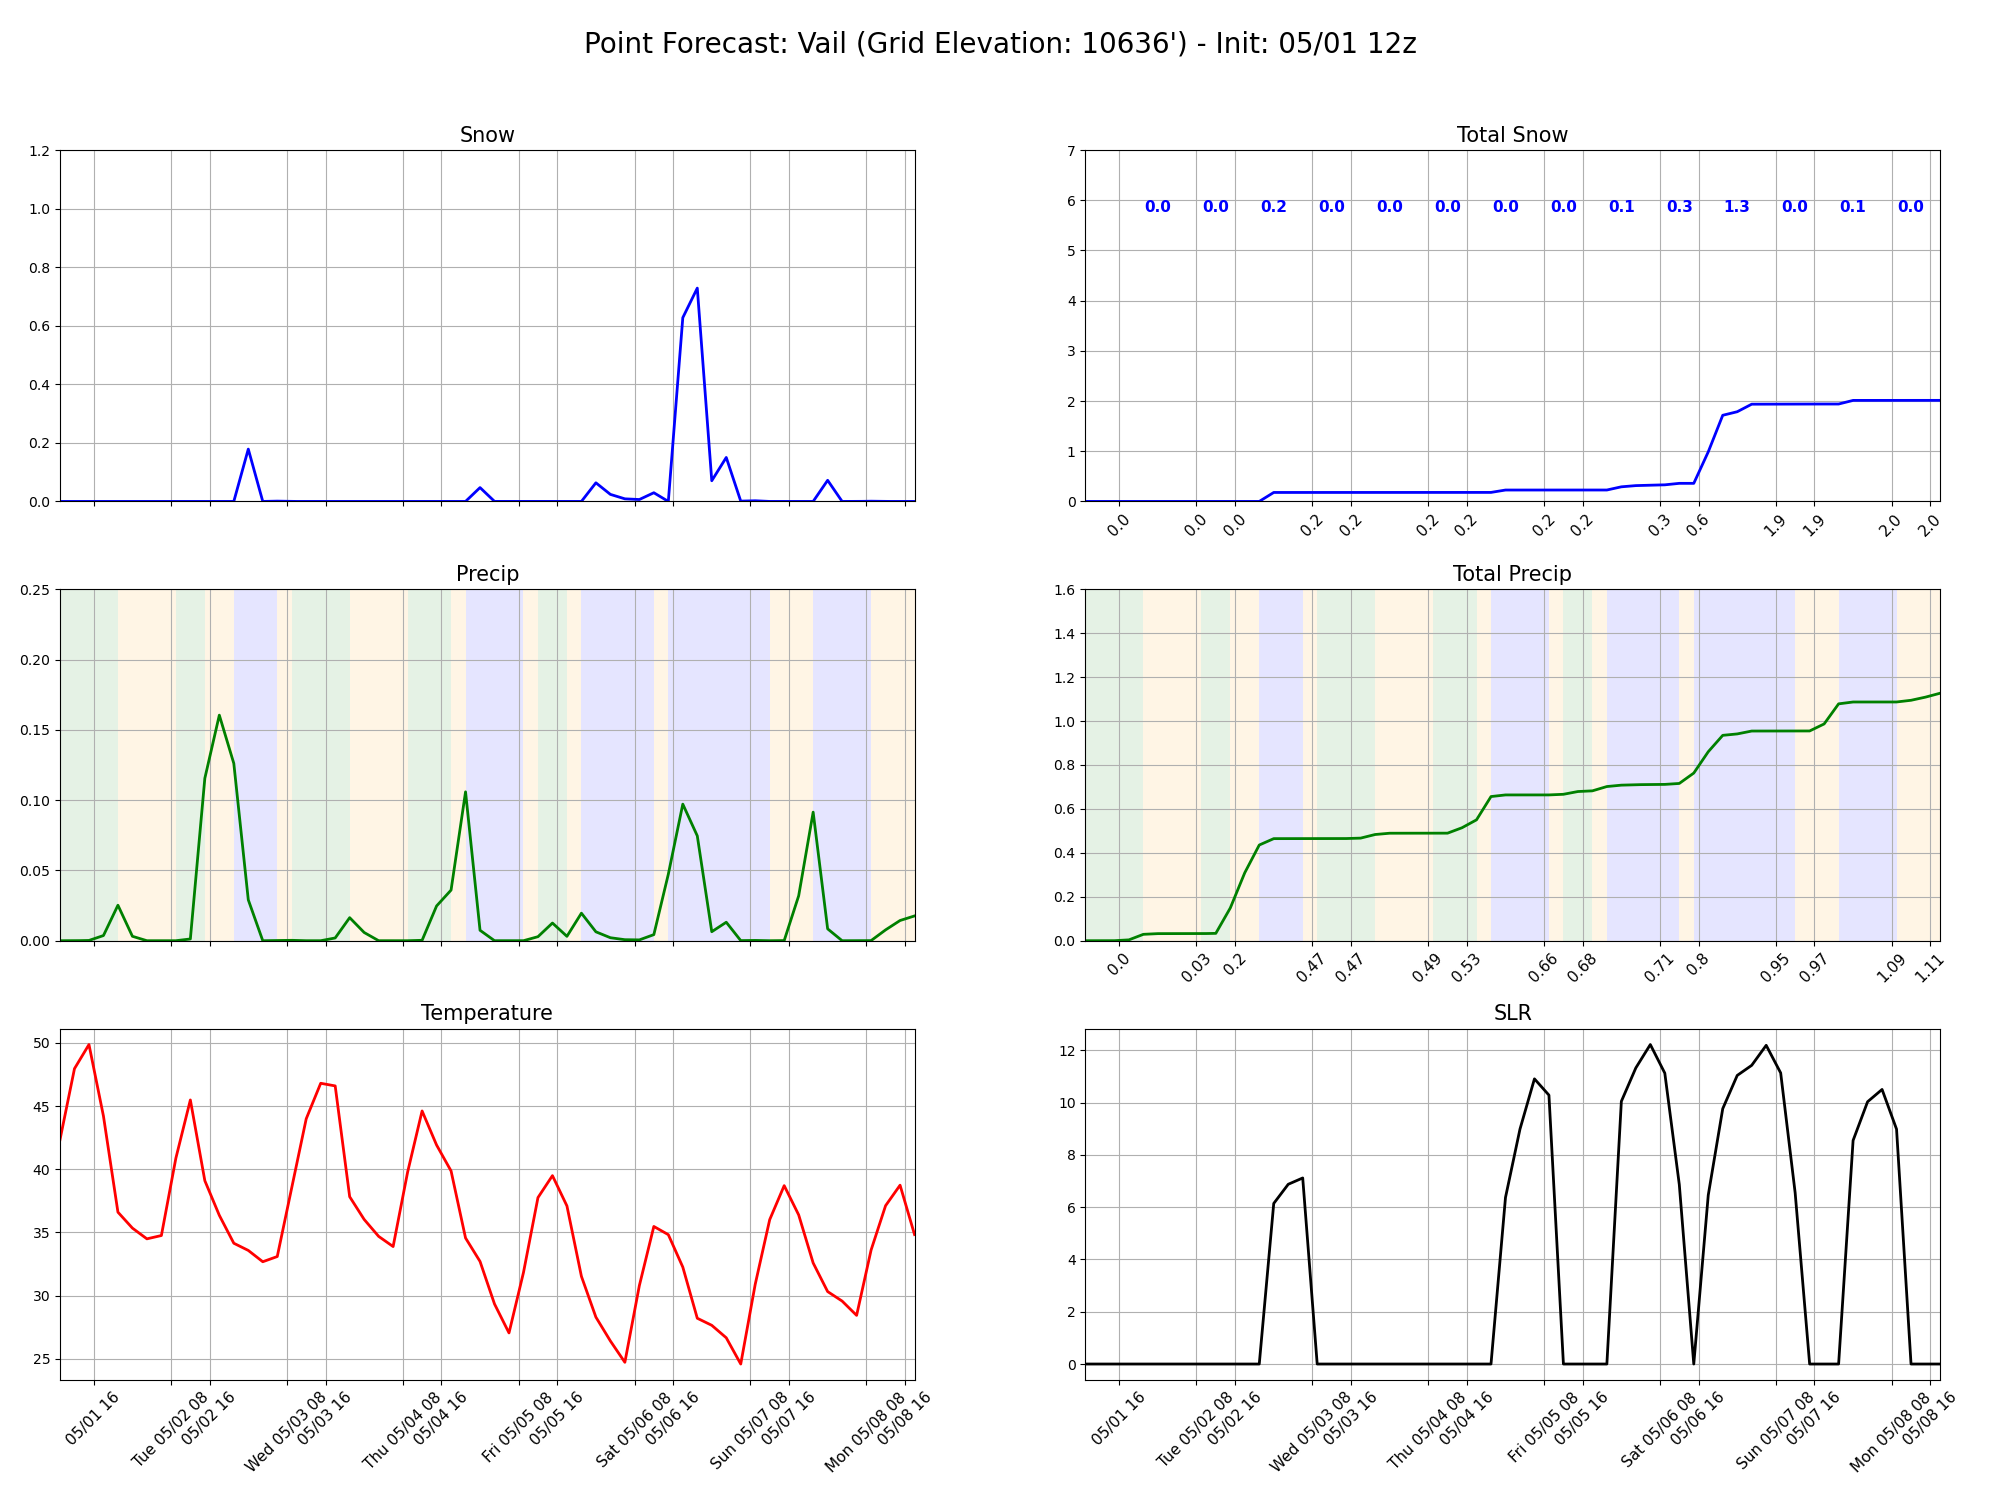 Point Forecast: Vail (Grid Elevation: 10636') - Init: 05/01 12z
Snow
1.2
1.0
0.8
0.6
0.4
0.2
0.0
Total Snow
7
6
5
4
3
2
1
0
0.0 0.0 0.2 0.0 0.0 0.0 0.0 0.0 0.1 0.3 1.3 0.0 0.1 0.0
0.0 0.0 0.0 0.2 0.2 0.2 0.2 0.2 0.2 0.3 0.6 1.9 1.9 2.0 2.0
Precip
0.25
0.20
0.15
0.10
0.05
0.00
Total Precip
1.6
1.4
1.2
1.0
0.8
0.6
0.4
0.2
0.0
0.0 0.03 0.2 0.47 0.47 0.49 0.53 0.66 0.68 0.71 0.8 0.95 0.97 1.09 1.11
Temperature
50
45
40
35
30
25
05/01 16
Tue 05/02 08
05/02 16
Wed 05/03 08
05/03 16
Thu 05/04 08
05/04 16
Fri 05/05 08
05/05 16
Sat 05/06 08
05/06 16
Sun 05/07 08
05/07 16
Mon 05/08 08
05/08 16
SLR
12
10
8
6
4
2
0
05/01 16
Tue 05/02 08
05/02 16
Wed 05/03 08
05/03 16
Thu 05/04 08
05/04 16
Fri 05/05 08
05/05 16
Sat 05/06 08
05/06 16
Sun 05/07 08
05/07 16
Mon 05/08 08
05/08 16